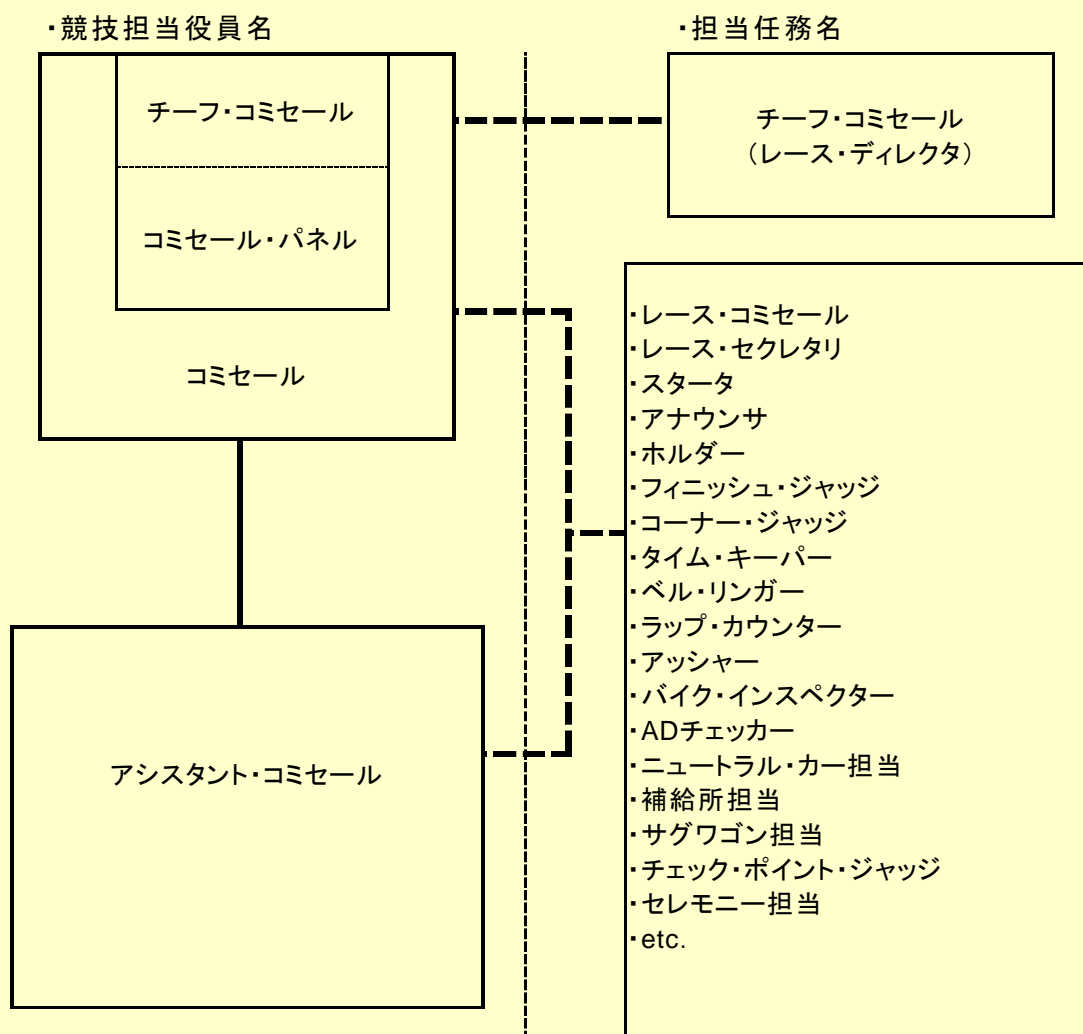 ・競技担当役員名
チーフ・コミセール
コミセール・パネル
コミセール
アシスタント・コミセール
・担当任務名
チーフ・コミセール
（レース・ディレクタ）
・レース・コミセール
・レース・セクレタリ
・スタータ
・アナウンサ
・ホルダー
・フィニッシュ・ジャッジ
・コーナー・ジャッジ
・タイム・キーパー
・ベル・リンガー
・ラップ・カウンター
・アッシャー
・バイク・インスペクター
・ADチェッカー
・ニュートラル・カー担当
・補給所担当
・サグワゴン担当
・チェック・ポイント・ジャッジ
・セレモニー担当
・etc.